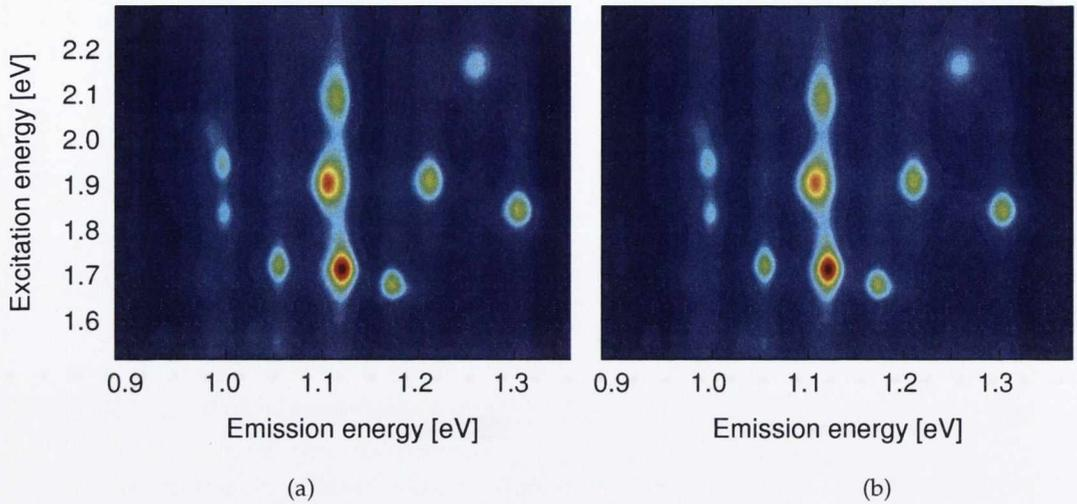 Excitation energy [eV]
2.2
2.1
2.0
1.9
1.8
1.7
1.6
0.9 1.0 1.1 1.2 1.3
0.9 1.0 1.1 1.2 1.3
Emission energy [eV]
Emission energy [eV]
(a)
(b)